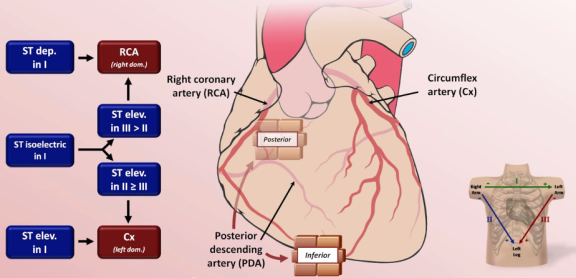 ST dep.
in I
RCA
(right dom.)
ST elev.
in III > II
ST isoelectric
in I
ST elev.
in II ≥ III
ST elev.
in I
Cx
(left dom.)
Right coronary
artery (RCA)
Circumflex
artery (Cx)
Posterior
Posterior
descending
artery (PDA)
Inferior
Right
Arm
I
Left
Arm
II
III
Left
Leg